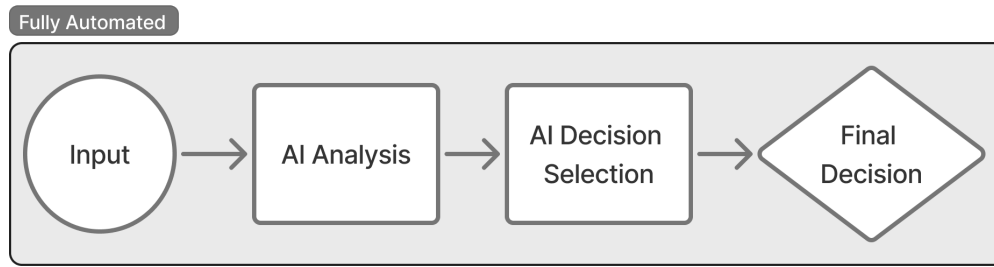 Fully Automated
Input
AI Analysis
AI Decision
Selection
Final
Decision